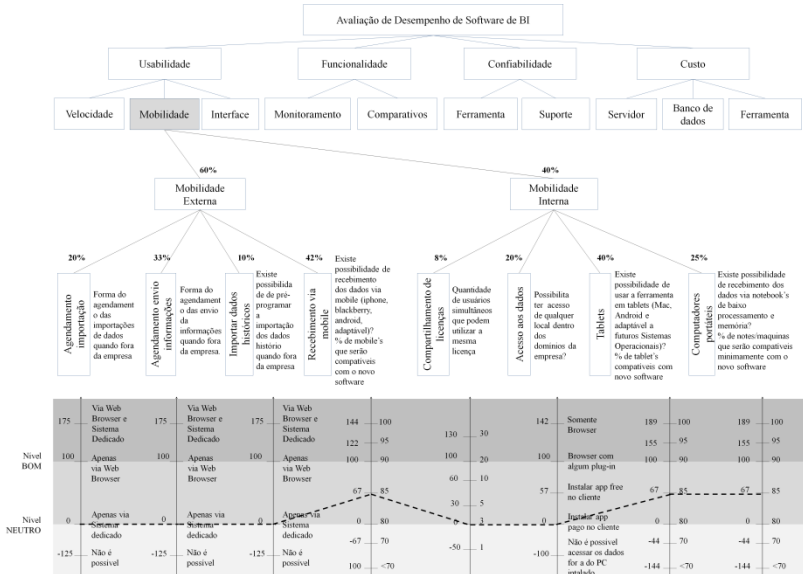 Avaliação de Desempenho de Software de BI
Usabilidade
Funcionalidade
Confiabilidade
Custo
Velocidade
Mobilidade
Interface
Monitoramento
Comparativos
Ferramenta
Suporte
Servidor
Banco de
dados
Ferramenta
60%
Mobilidade
Externa
40%
Mobilidade
Interna
20%
Agendamento
importação
Forma do
agendament
o das
importações
de dados
quando fora
da empresa
33%
Agendamento envio
informações
Forma do
agendament
o das envio
da
informações
quando fora
da empresa.
10%
Importar dados
históricos
Existe
possibilida
de de pré-
programar
a
importação
dos dados
histório
quando fora
da empresa
42%
Recebimento via
mobile
Existe
possibilidade de
recebimento
dos dados via
mobile (iphone,
blackberry,
android,
adaptável)?
% de mobile's
que serão
compatíveis
com o novo
software
8%
Compartilhamento de
licenças
Quantidade
de usuários
simultâneos
que podem
utilizar a
mesma
licença
20%
Acesso aos dados
Possibilita
ter acesso
de qualquer
local dentro
dos
domínios da
empresa?
40%
Tablets
Existe
possibilidade de
usar a ferramenta
em tablets (Mac,
Android e
adaptável a
futuros Sistemas
Operacionais)?
% de tablet's
compatíveis com
novo software
25%
Computadores
portáteis
Existe possibilidade
de recebimento dos
dados via notebook's
de baixo
processamento e
memória?
% de notes/maquinas
que serão compatíveis
minimamente com o
novo software
Nivel
BOM
Nivel
NEUTRO
175
Via Web
Browser e
Sistema
Dedicado
100
Apenas
via Web
Browser
0
Apenas via
Sistema
dedicado
-125
Não é
possivel
175
Via Web
Browser e
Sistema
Dedicado
100
Apenas
via Web
Browser
0
Apenas via
Sistema
dedicado
-125
Não é
possivel
175
Via Web
Browser e
Sistema
Dedicado
100
Apenas
via Web
Browser
0
Apenas via
Sistema
dedicado
-125
Não é
possivel
144 100
122 95
100 90
67 85
0 80
-67 70
100 <70
130 30
100 20
60 10
30 5
0 3
-50 1
142
Somente
Browser
100
Browser com
algum plug-in
57
Instalar app free
no cliente
0
Instalar app
pago no cliente
-100
Não é possivel
acessar os dados
for a do PC
intalado
189 100
155 95
100 90
67 85
0 80
-44 70
-144 <70
189 100
155 95
100 90
67 85
0 80
-44 70
-144 <70